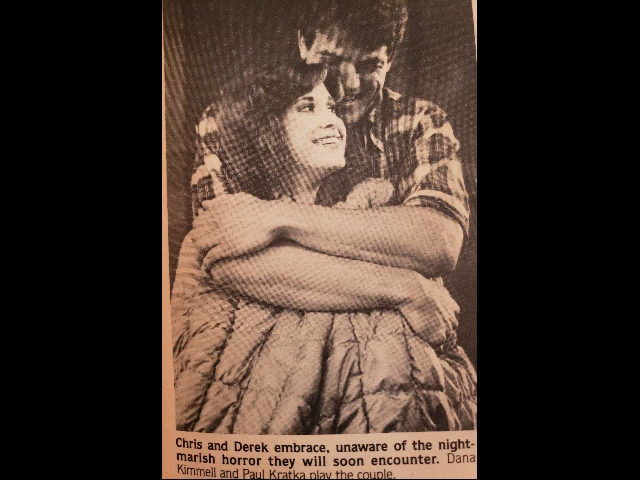 Chris and Derek embrace, unaware of the night-
marish horror they will soon encounter. Dana
Kimmell and Paul Kratka play the couple.